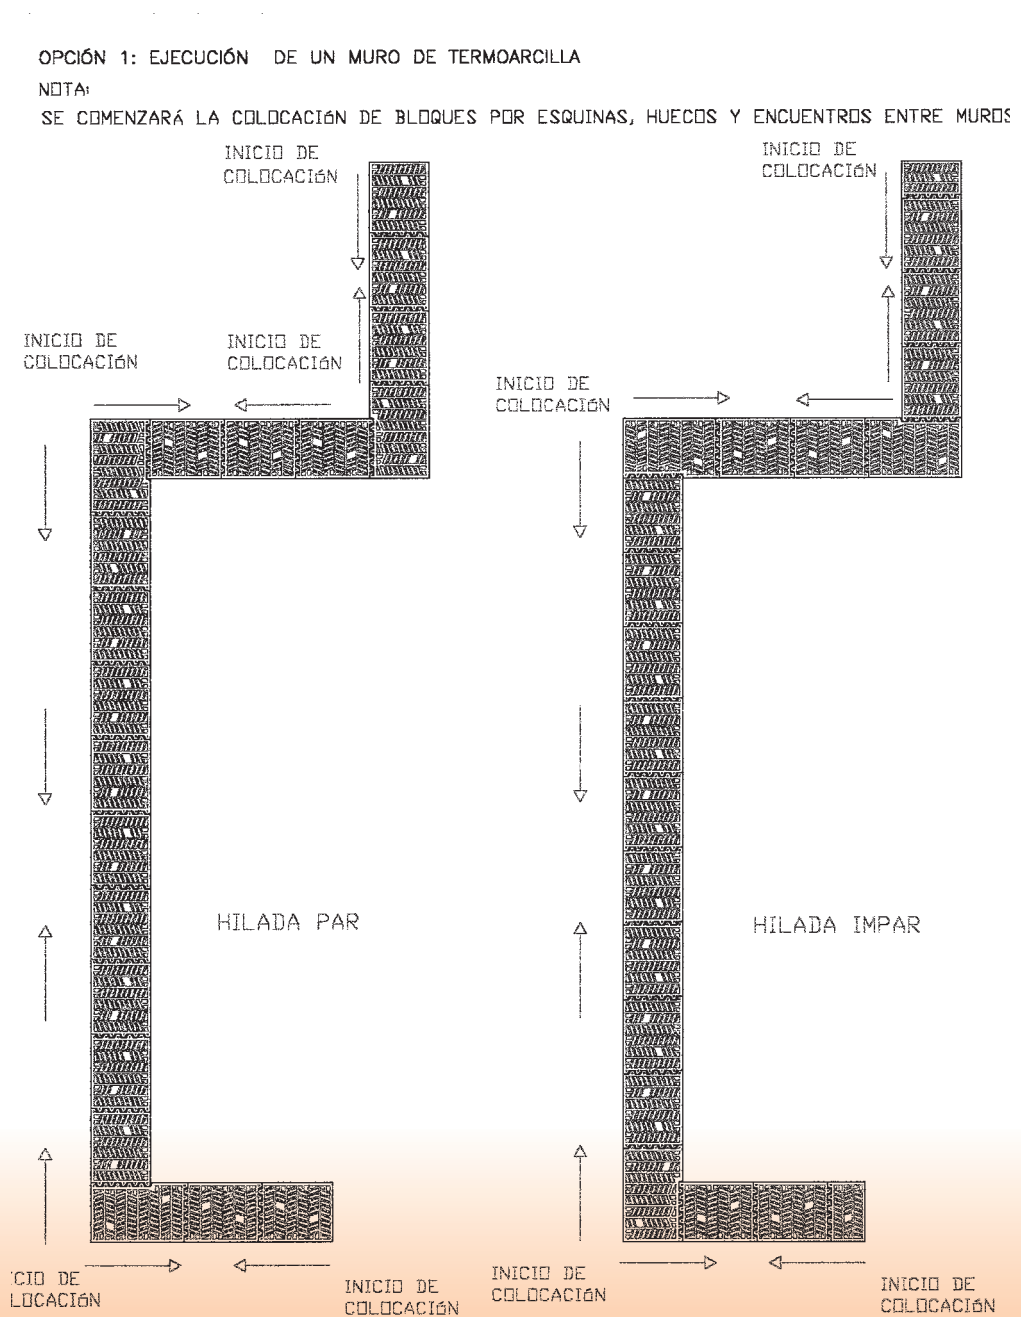 OPCIÓN 1: EJECUCIÓN DE UN MURO DE TERMOARCILLA
NOTA:
SE COMENZARÁ LA COLOCACIÓN DE BLOQUES POR ESQUINAS, HUECOS Y ENCUENTROS ENTRE MUROS
INICIO DE
COLOCACIÓN
INICIO DE
COLOCACIÓN
INICIO DE
COLOCACIÓN
INICIO DE
COLOCACIÓN
INICIO DE
COLOCACIÓN
HILADA PAR
HILADA IMPAR
CIO DE
LOCACIÓN
INICIO DE
COLOCACIÓN
INICIO DE
COLOCACIÓN
INICIO DE
COLOCACIÓN